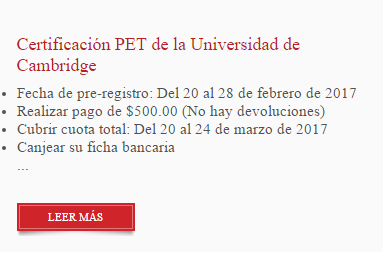 Certificación PET de la Universidad de
Cambridge
• Fecha de pre-registro: Del 20 al 28 de febrero de 2017
• Realizar pago de $500.00 (No hay devoluciones)
• Cubrir cuota total: Del 20 al 24 de marzo de 2017
• Canjear su ficha bancaria
...
LEER MÁS